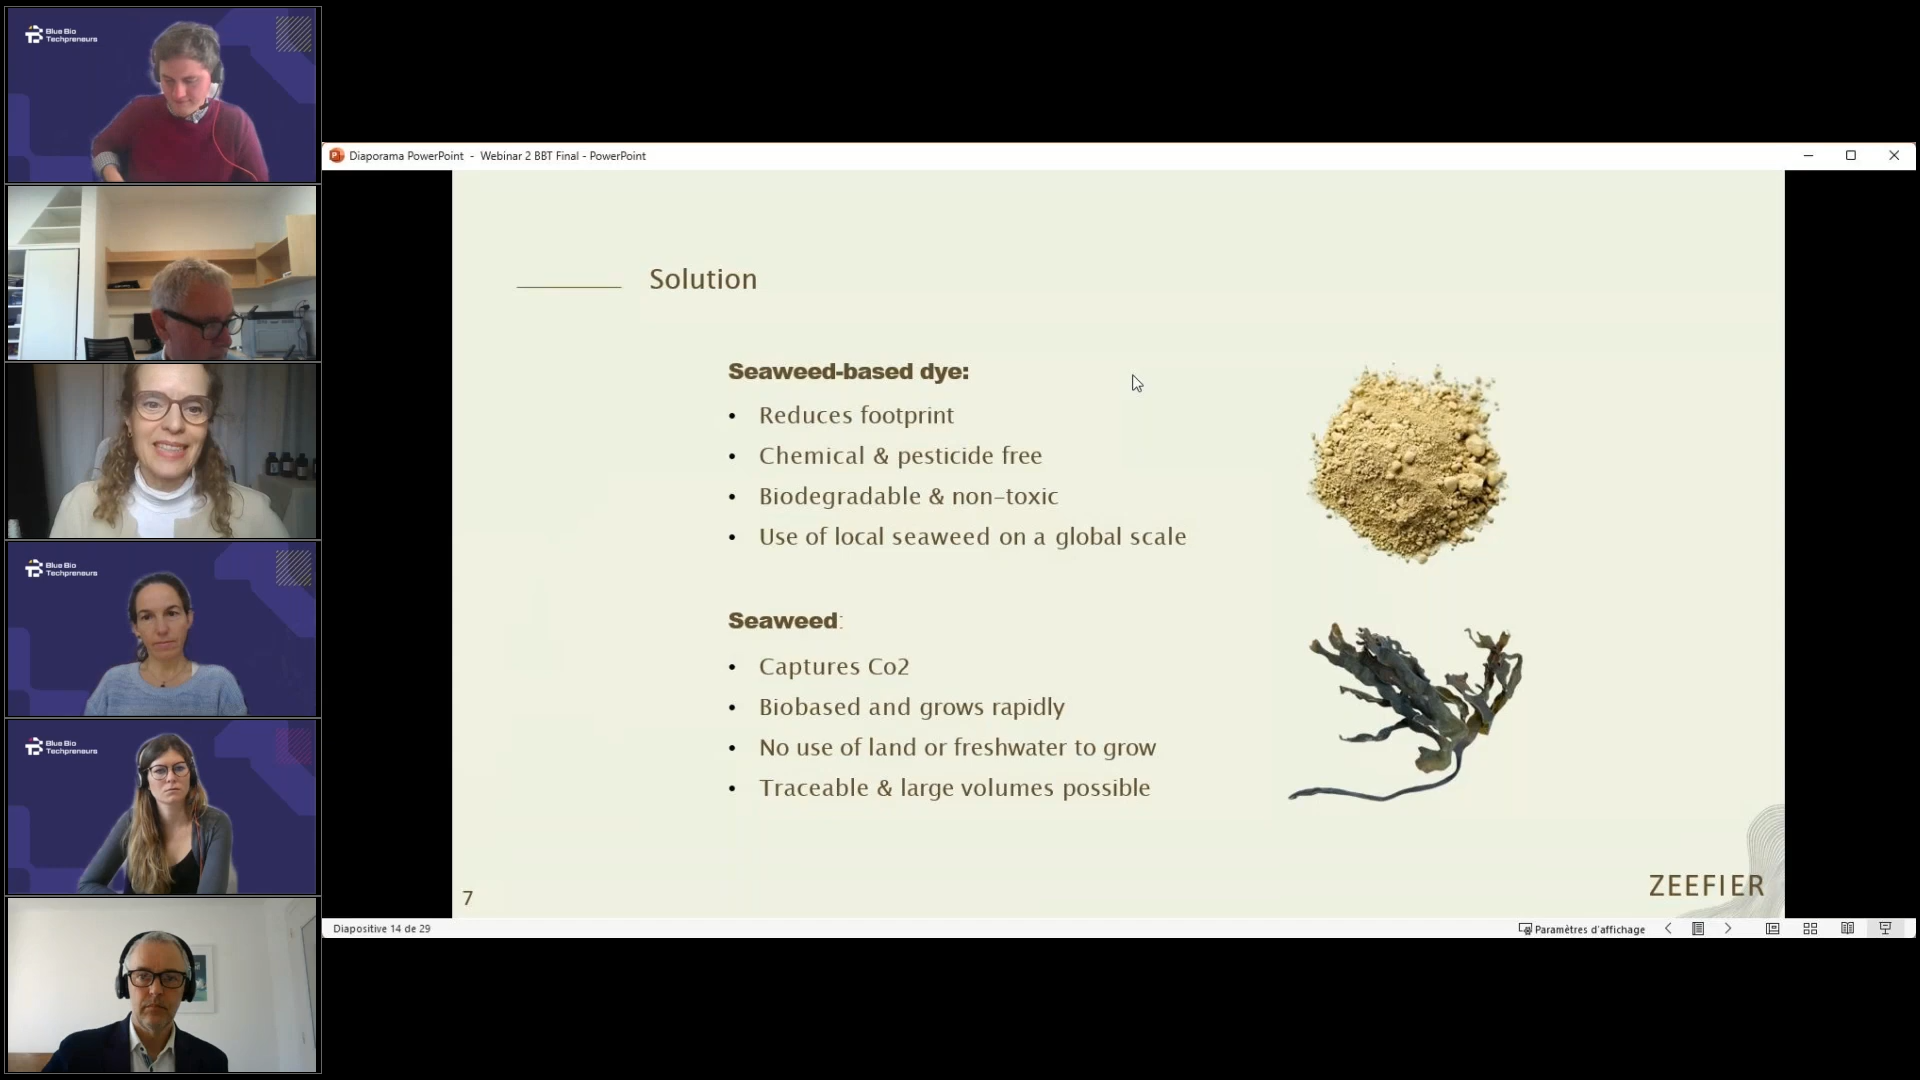 Blue Bio
Techpreneurs
Blue Bio
Techpreneurs
Blue Bio
Techpreneurs
Diaporama PowerPoint - Webinar 2 BBT Final - PowerPoint
Solution
Seaweed-based dye:
• Reduces footprint
• Chemical & pesticide free
• Biodegradable & non-toxic
• Use of local seaweed on a global scale
Seaweed:
• Captures Co2
• Biobased and grows rapidly
• No use of land or freshwater to grow
• Traceable & large volumes possible
ZEEFIER
7
Diapositive 14 de 29
Paramètres d'affichage